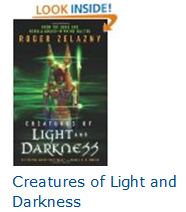 LOOK INSIDE!
ROGER ZELAZNY
CREATURES OF
LIGHT AND
DARKNESS
Creatures of Light and
Darkness